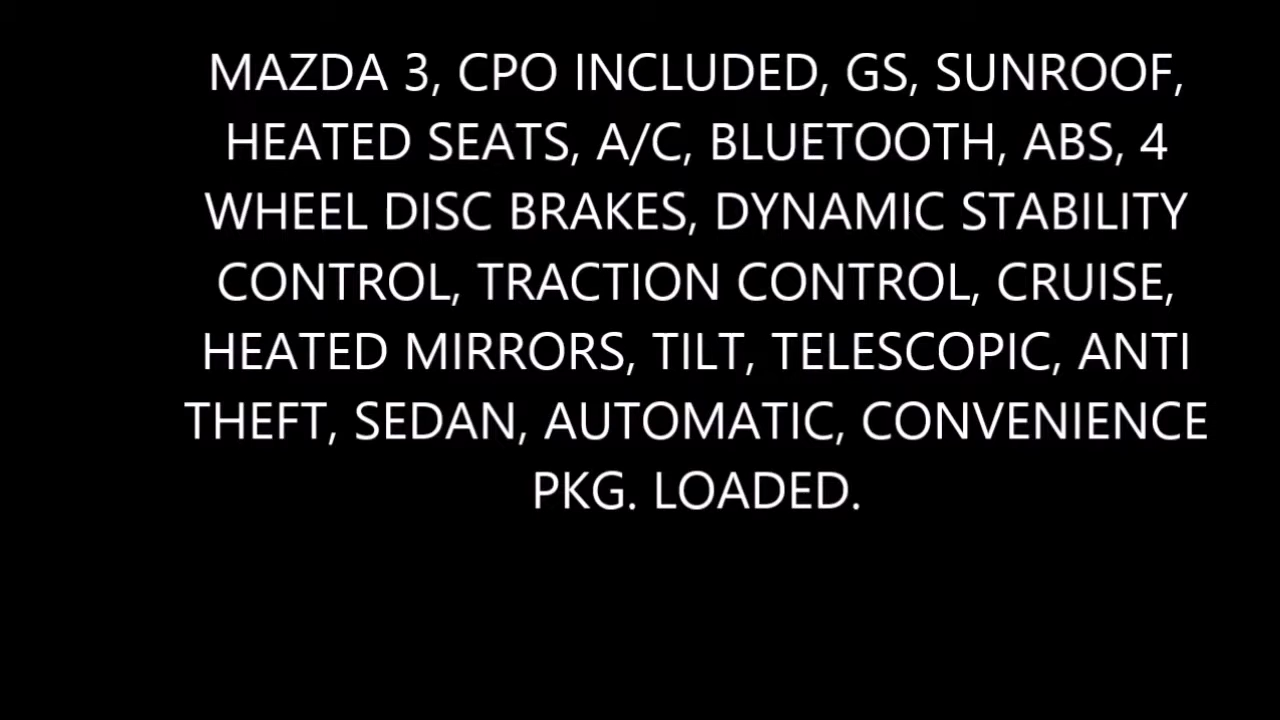 MAZDA 3, CPO INCLUDED, GS, SUNROOF,
HEATED SEATS, A/C, BLUETOOTH, ABS, 4
WHEEL DISC BRAKES, DYNAMIC STABILITY
CONTROL, TRACTION CONTROL, CRUISE,
HEATED MIRRORS, TILT, TELESCOPIC, ANTI
THEFT, SEDAN, AUTOMATIC, CONVENIENCE
PKG. LOADED.